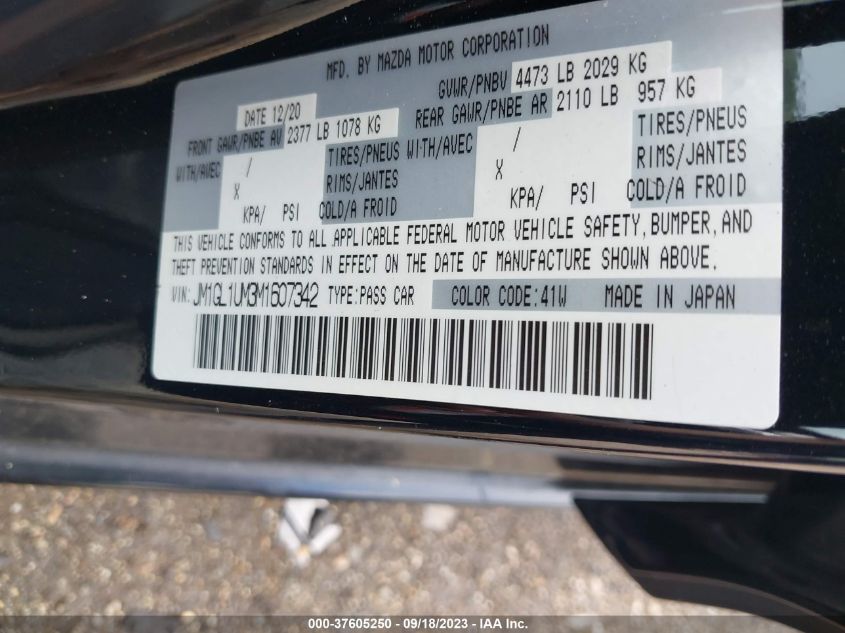 MFD. BY MAZDA MOTOR CORPORATION
DATE 12/20 GVWR/PNBV 4473 LB 2029 KG
FRONT GAWR/PNBE AV 2377 LB 1078 KG REAR GAWR/PNBE AR 2110 LB 957 KG
WITH/AVEC / TIRES/PNEUS WITH/AVEC / TIRES/PNEUS
X RIMS/JANTES X RIMS/JANTES
KPA/ PSI COLD/A FROID KPA/ PSI COLD/A FROID
THIS VEHICLE CONFORMS TO ALL APPLICABLE FEDERAL MOTOR VEHICLE SAFETY, BUMPER, AND
THEFT PREVENTION STANDARDS IN EFFECT ON THE DATE OF MANUFACTURE SHOWN ABOVE.
VIN: JM1GL1UM3M1607342 TYPE:PASS CAR COLOR CODE:41W MADE IN JAPAN
000-37605250 - 09/18/2023 - IAA Inc.